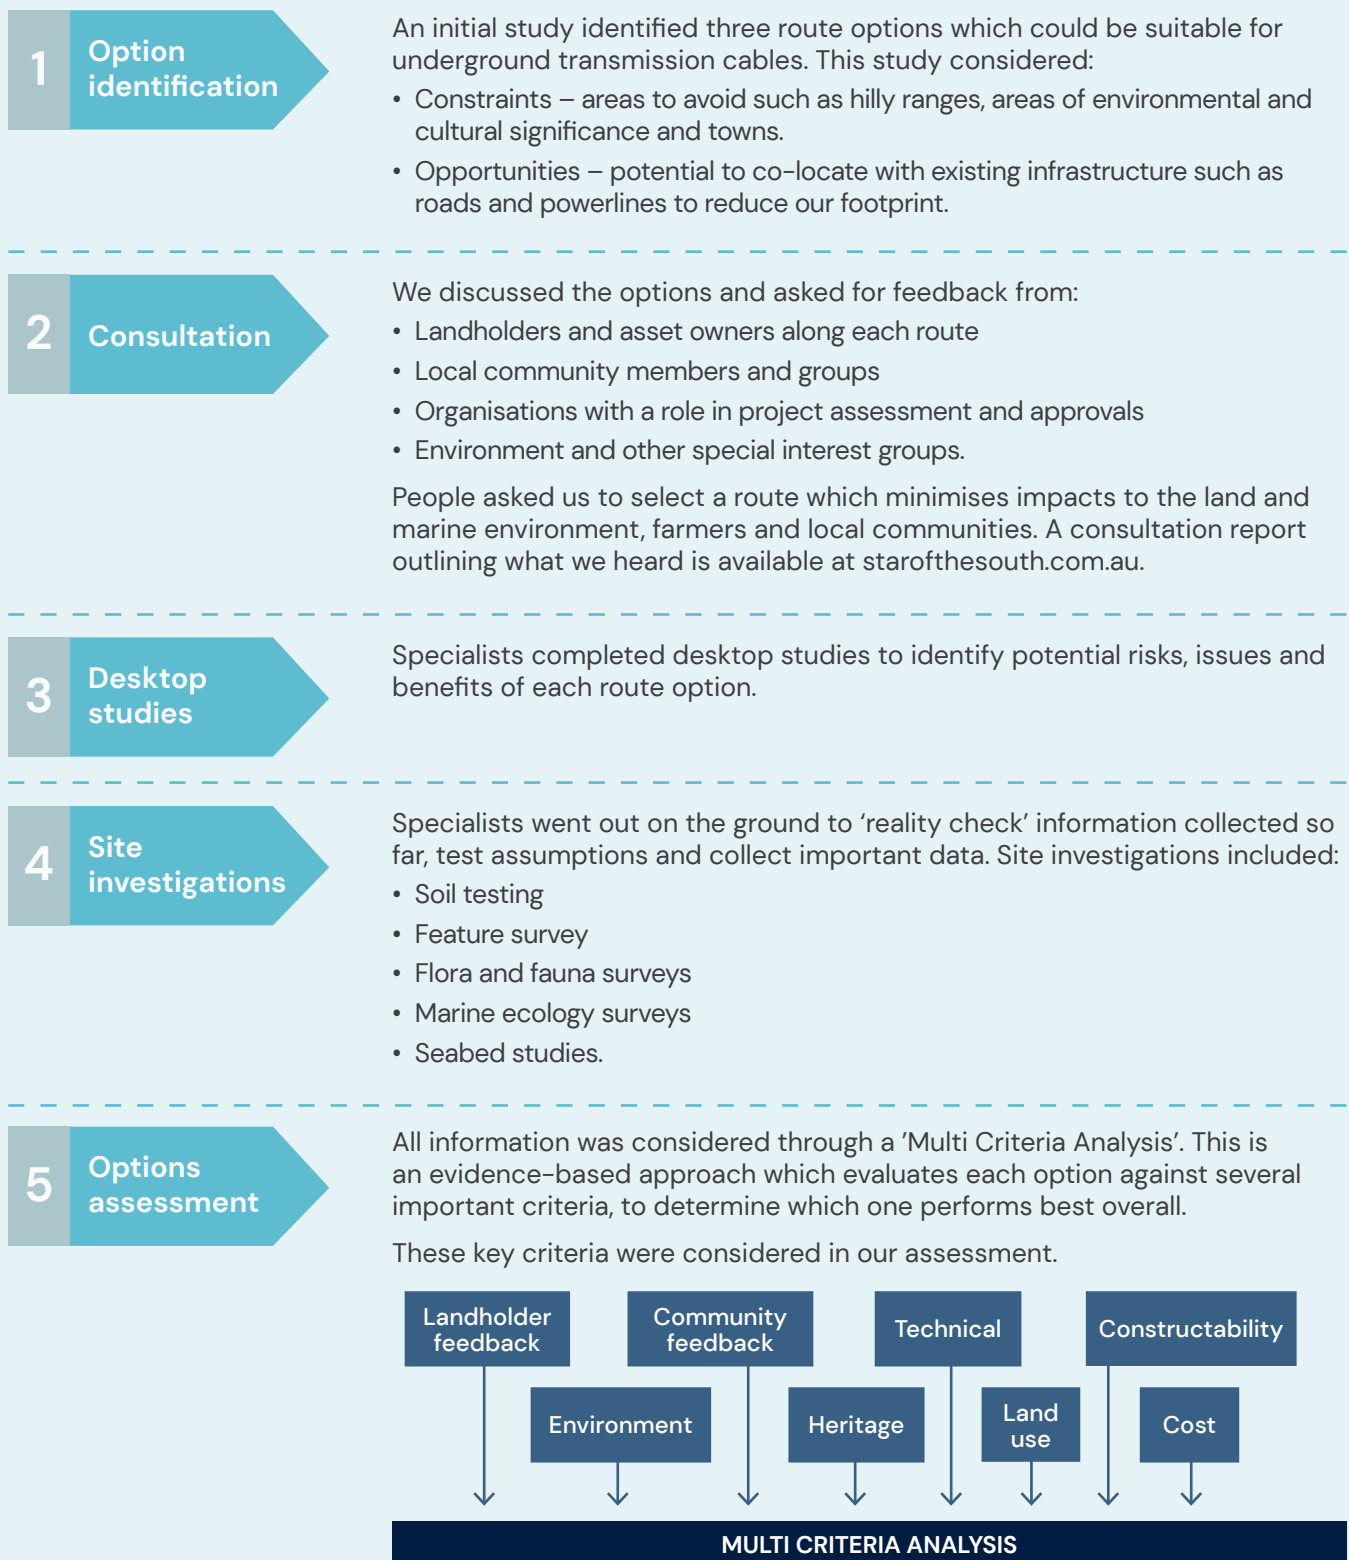 1
Option
identification
An initial study identified three route options which could be suitable for
underground transmission cables. This study considered:
• Constraints – areas to avoid such as hilly ranges, areas of environmental and
cultural significance and towns.
• Opportunities – potential to co-locate with existing infrastructure such as
roads and powerlines to reduce our footprint.
2
Consultation
We discussed the options and asked for feedback from:
• Landholders and asset owners along each route
• Local community members and groups
• Organisations with a role in project assessment and approvals
• Environment and other special interest groups.
People asked us to select a route which minimises impacts to the land and
marine environment, farmers and local communities. A consultation report
outlining what we heard is available at starofthesouth.com.au.
3
Desktop
studies
Specialists completed desktop studies to identify potential risks, issues and
benefits of each route option.
4
Site
investigations
Specialists went out on the ground to ‘reality check’ information collected so
far, test assumptions and collect important data. Site investigations included:
• Soil testing
• Feature survey
• Flora and fauna surveys
• Marine ecology surveys
• Seabed studies.
5
Options
assessment
All information was considered through a ’Multi Criteria Analysis’. This is
an evidence-based approach which evaluates each option against several
important criteria, to determine which one performs best overall.
These key criteria were considered in our assessment.
Landholder
feedback
Community
feedback
Technical
Constructability
Environment
Heritage
Land
use
Cost
MULTI CRITERIA ANALYSIS